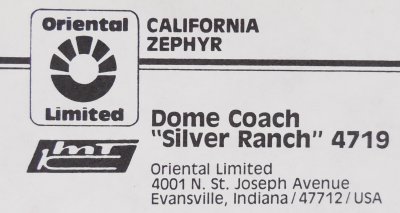 Oriental
Limited
CALIFORNIA
ZEPHYR
Dome Coach
"Silver Ranch" 4719
Oriental Limited
4001 N. St. Joseph Avenue
Evansville, Indiana/47712/USA